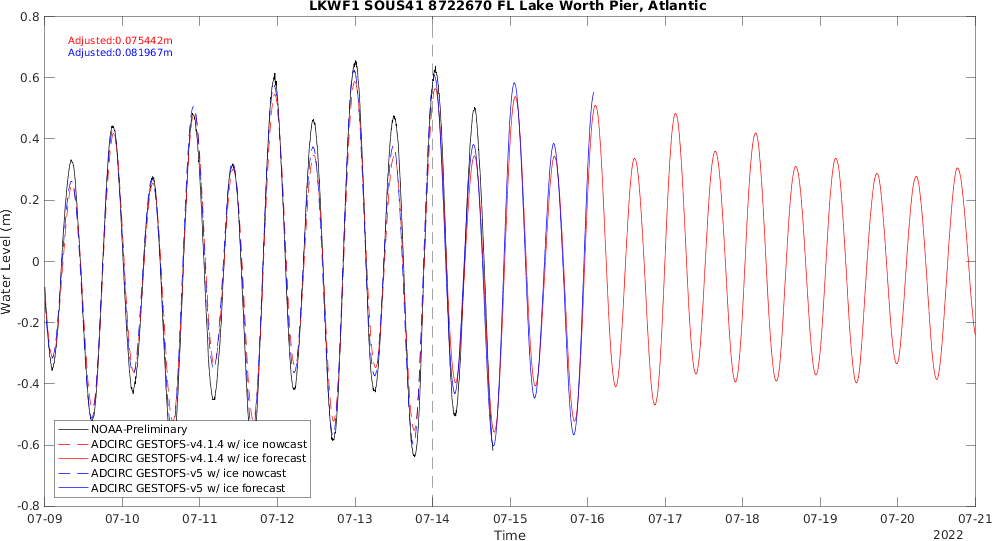 LKWF1 SOUS41 8722670 FL Lake Worth Pier, Atlantic
Adjusted:0.075442m
Adjusted:0.081967m
Water Level (m)
0.8
0.6
0.4
0.2
0
-0.2
-0.4
-0.6
-0.8
NOAA-Preliminary
ADCIRC GESTOFS-v4.1.4 w/ ice nowcast
ADCIRC GESTOFS-v4.1.4 w/ ice forecast
ADCIRC GESTOFS-v5 w/ ice nowcast
ADCIRC GESTOFS-v5 w/ ice forecast
07-09 07-10 07-11 07-12 07-13 07-14 07-15 07-16 07-17 07-18 07-19 07-20 07-21
Time
2022